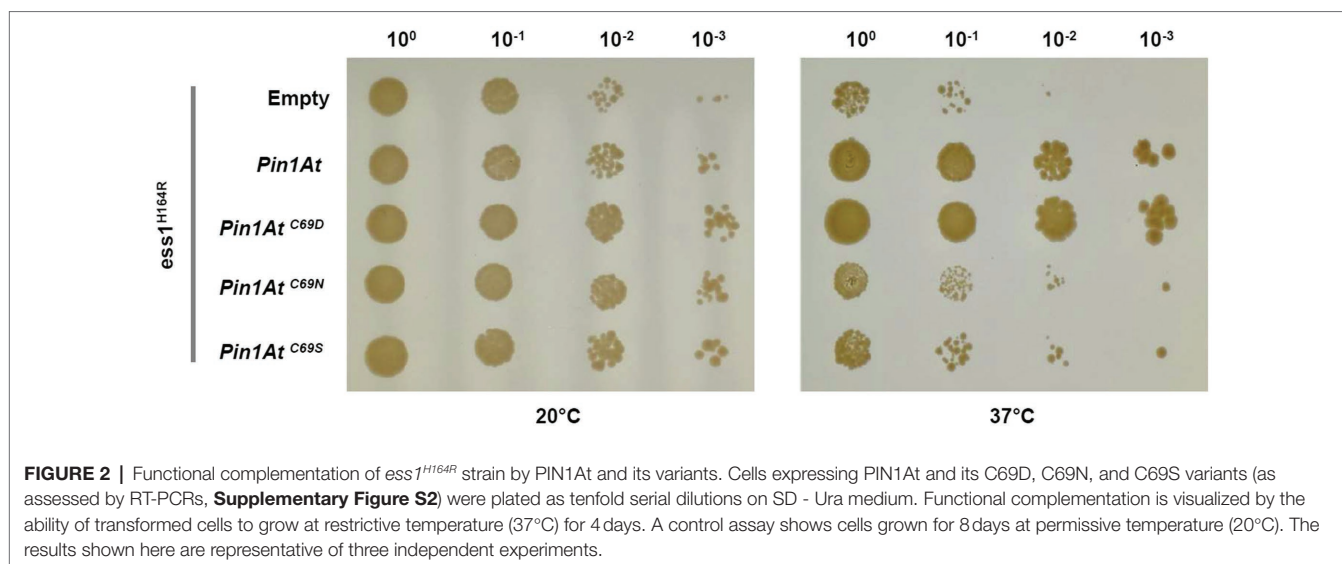 10⁰ 10⁻¹ 10⁻² 10⁻³ 10⁰ 10⁻¹ 10⁻² 10⁻³
ess1ᴴ¹⁶⁴ᴿ
Empty
Pin1At
Pin1At C69D
Pin1At C69N
Pin1At C69S
20°C 37°C
FIGURE 2 | Functional complementation of ess1ᴴ¹⁶⁴ᴿ strain by PIN1At and its variants. Cells expressing PIN1At and its C69D, C69N, and C69S variants (as
assessed by RT-PCRs, Supplementary Figure S2) were plated as tenfold serial dilutions on SD - Ura medium. Functional complementation is visualized by the
ability of transformed cells to grow at restrictive temperature (37°C) for 4 days. A control assay shows cells grown for 8 days at permissive temperature (20°C). The
results shown here are representative of three independent experiments.